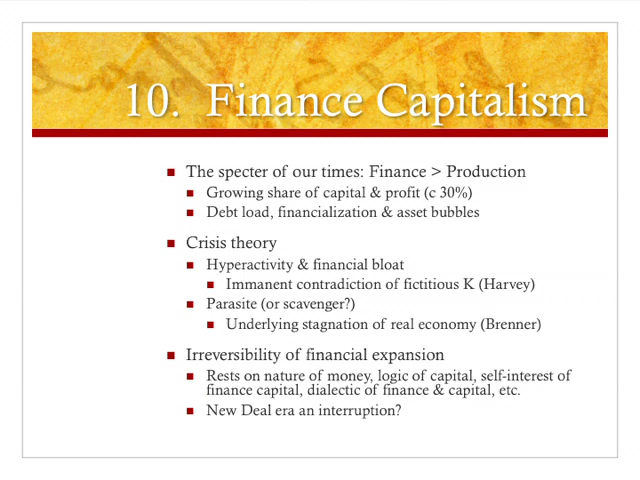 10. Finance Capitalism
The specter of our times: Finance > Production
Growing share of capital & profit (c 30%)
Debt load, financialization & asset bubbles
Crisis theory
Hyperactivity & financial bloat
Immanent contradiction of fictitious K (Harvey)
Parasite (or scavenger?)
Underlying stagnation of real economy (Brenner)
Irreversibility of financial expansion
Rests on nature of money, logic of capital, self-interest of
finance capital, dialectic of finance & capital, etc.
New Deal era an interruption?